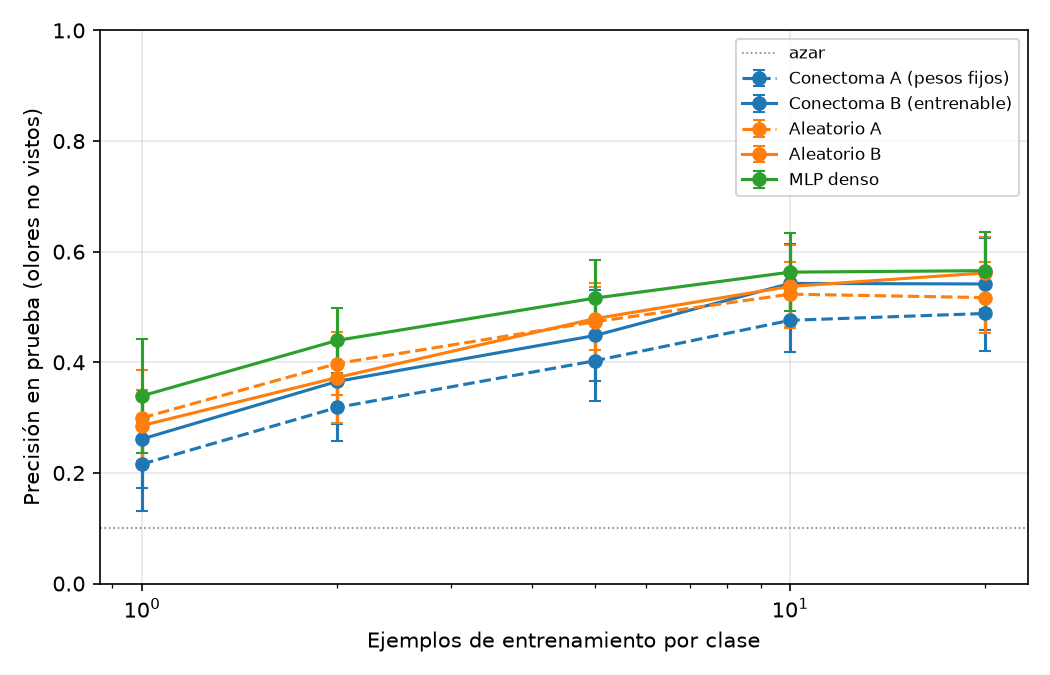 1.0
0.8
0.6
0.4
0.2
0.0
Precisión en prueba (olores no vistos)
azar
Conectoma A (pesos fijos)
Conectoma B (entrenable)
Aleatorio A
Aleatorio B
MLP denso
10⁰
10¹
Ejemplos de entrenamiento por clase